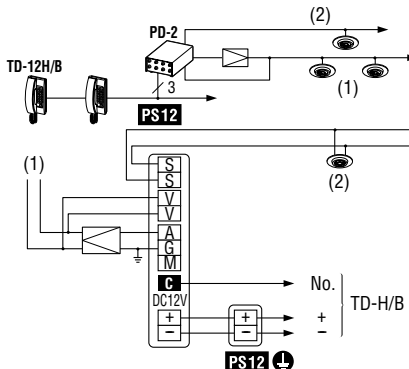 (2)
PD-2
TD-12H/B
3
(1)
PS12
(1)
(2)
S
S
V
V
A
G
M
C
No.
DC12V
TD-H/B
+ + +
− − −
PS12